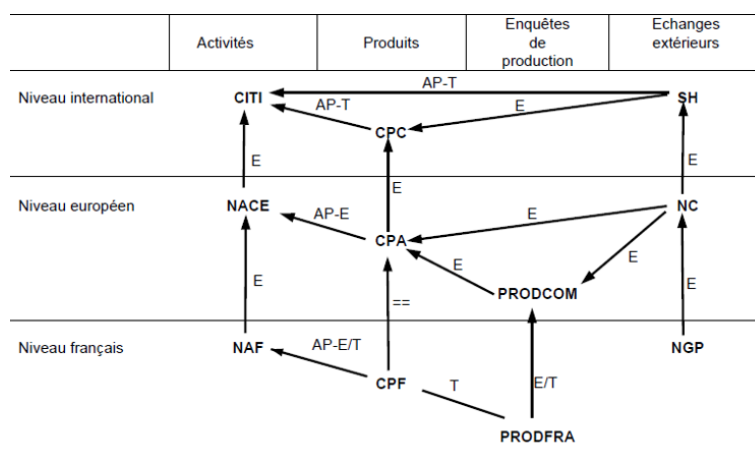 Activités
Produits
Enquêtes
de
production
Echanges
extérieurs
Niveau international
CITI
AP-T
AP-T
E
SH
CPC
E
E
Niveau européen
NACE
AP-E
E
E
NC
CPA
E
E
E
PRODCOM
E
==
Niveau français
NAF
AP-E/T
NGP
CPF
T
E/T
PRODFRA